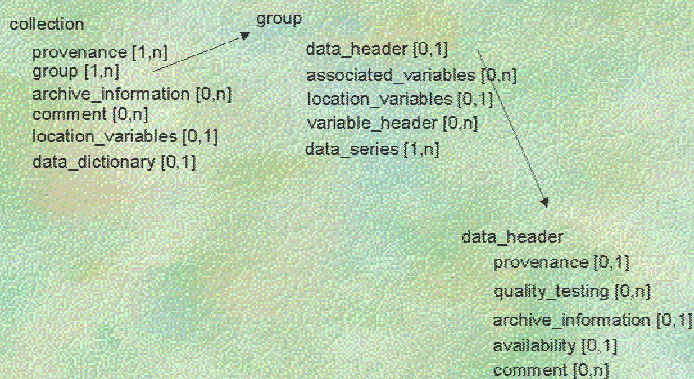 collection
provenance [1,n]
group [1,n]
archive_information [0,n]
comment [0,n]
location_variables [0,1]
data_dictionary [0,1]
group
data_header [0,1]
associated_variables [0,n]
location_variables [0,1]
variable_header [0,n]
data_series [1,n]
data_header
provenance [0,1]
quality_testing [0,n]
archive_information [0,1]
availability [0,1]
comment [0,n]